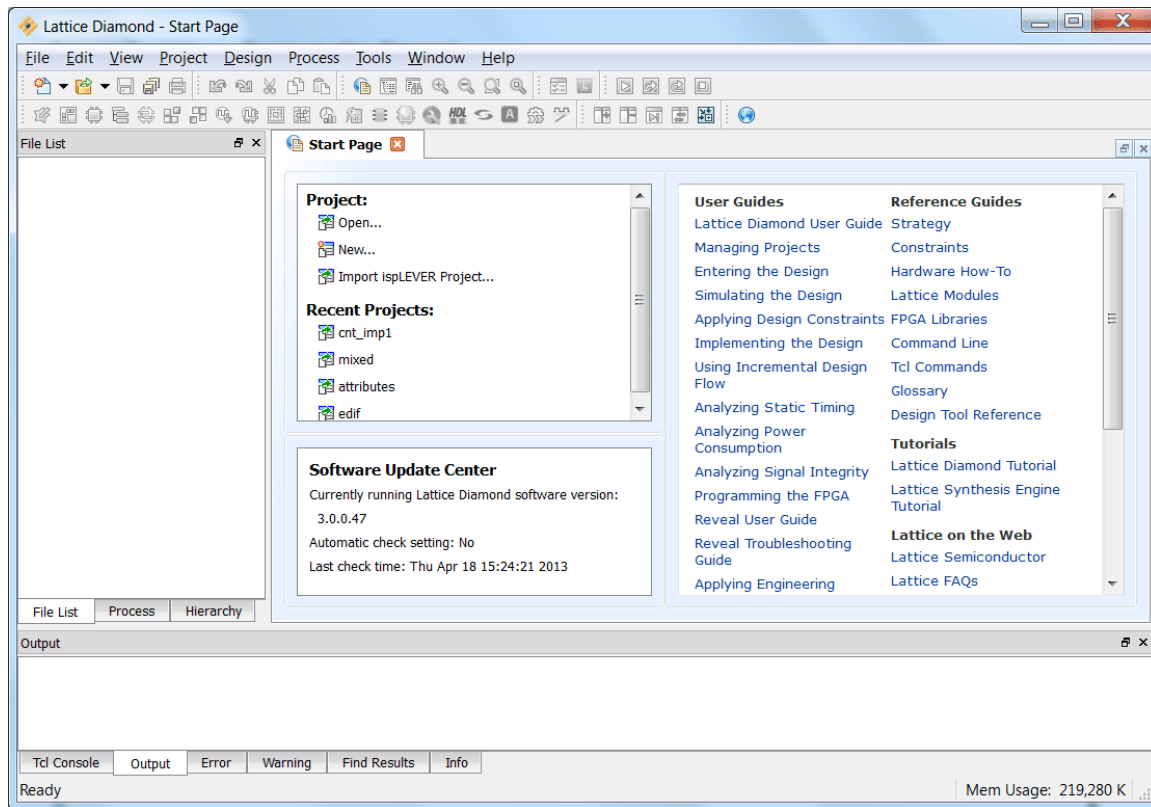 Lattice Diamond - Start Page
File Edit View Project Design Process Tools Window Help
File List
Start Page
Project:
Open...
New...
Import ispLEVER Project...
Recent Projects:
cnt_imp1
mixed
attributes
edif
Software Update Center
Currently running Lattice Diamond software version:
3.0.0.47
Automatic check setting: No
Last check time: Thu Apr 18 15:24:21 2013
User Guides
Lattice Diamond User Guide
Managing Projects
Entering the Design
Simulating the Design
Applying Design Constraints
Implementing the Design
Using Incremental Design
Flow
Analyzing Static Timing
Analyzing Power
Consumption
Analyzing Signal Integrity
Programming the FPGA
Reveal User Guide
Reveal Troubleshooting
Guide
Applying Engineering
Reference Guides
Strategy
Constraints
Hardware How-To
Lattice Modules
FPGA Libraries
Command Line
Tcl Commands
Glossary
Design Tool Reference
Tutorials
Lattice Diamond Tutorial
Lattice Synthesis Engine
Tutorial
Lattice on the Web
Lattice Semiconductor
Lattice FAQs
File List Process Hierarchy
Output
Tcl Console Output Error Warning Find Results Info
Ready
Mem Usage: 219,280 K